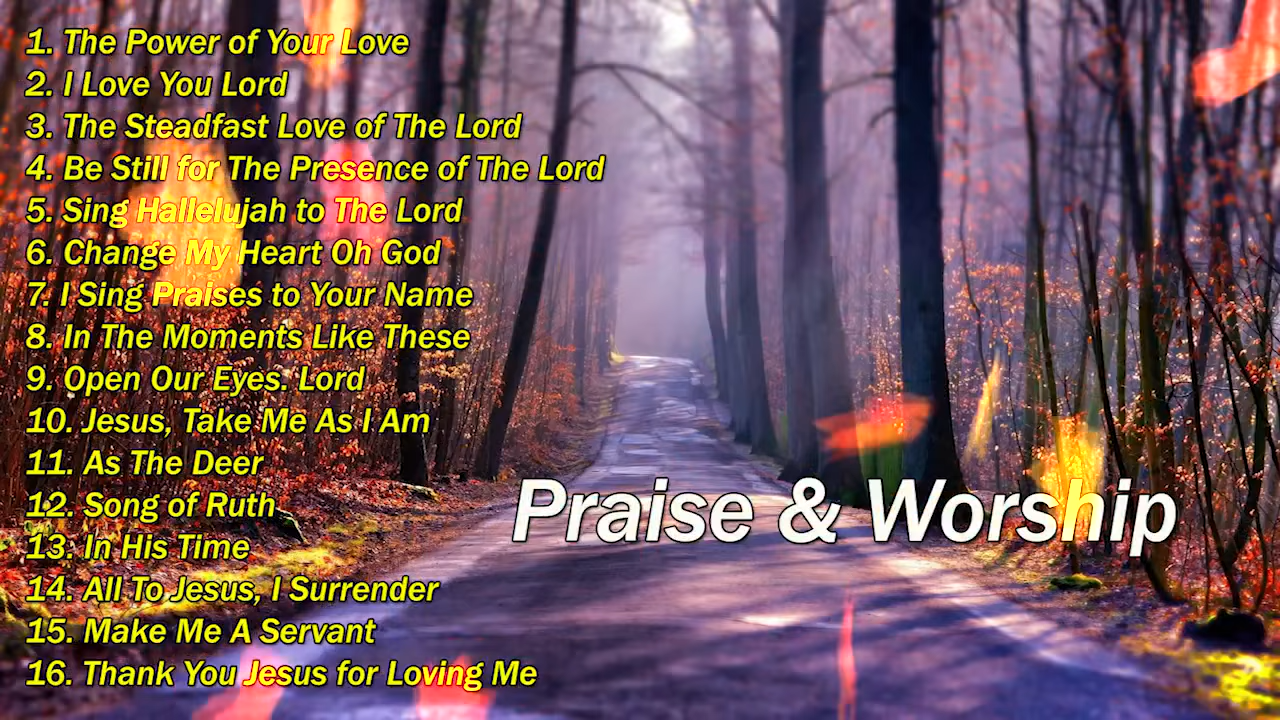 1. The Power of Your Love
2. I Love You Lord
3. The Steadfast Love of The Lord
4. Be Still for The Presence of The Lord
5. Sing Hallelujah to The Lord
6. Change My Heart Oh God
7. I Sing Praises to Your Name
8. In The Moments Like These
9. Open Our Eyes. Lord
10. Jesus, Take Me As I Am
11. As The Deer
12. Song of Ruth
13. In His Time
14. All To Jesus, I Surrender
15. Make Me A Servant
16. Thank You Jesus for Loving Me
Praise & Worship